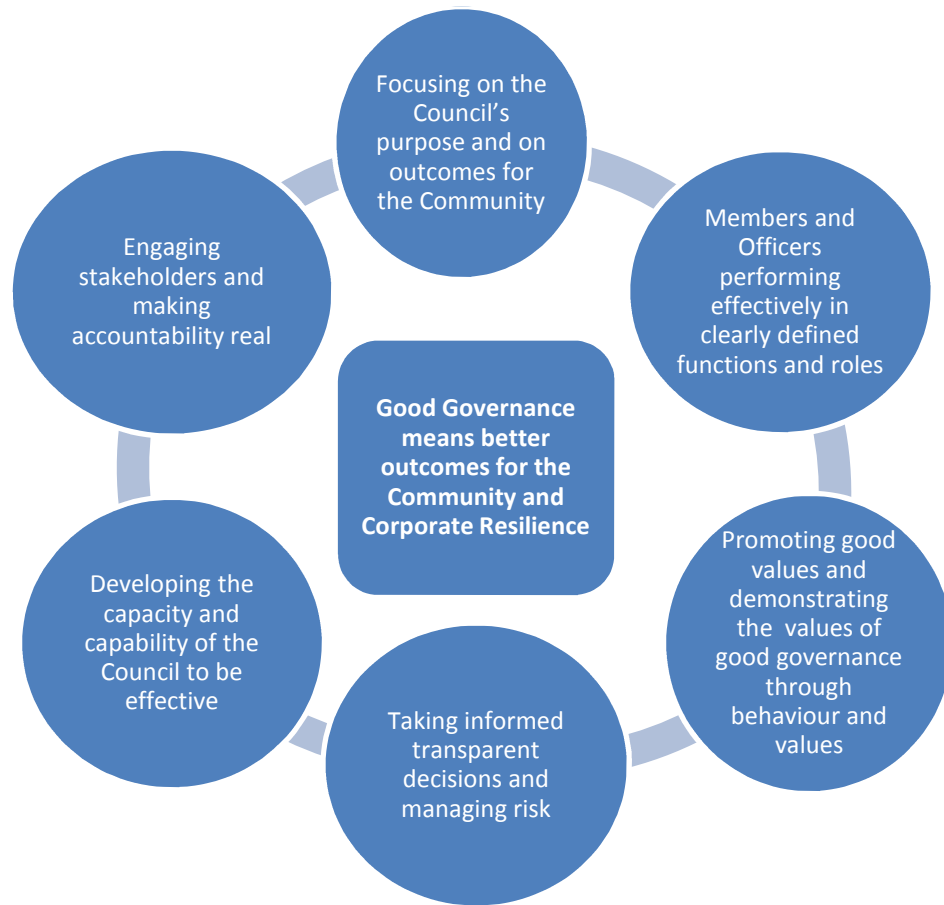 Focusing on the
Council’s
purpose and on
outcomes for
the Community
Members and
Officers
performing
effectively in
clearly defined
functions and roles
Promoting good
values and
demonstrating
the  values of
good governance
through
behaviour and
values
Taking informed
transparent
decisions and
managing risk
Developing the
capacity and
capability of the
Council to be
effective
Engaging
stakeholders and
making
accountability real
Good Governance
means better
outcomes for the
Community and
Corporate Resilience